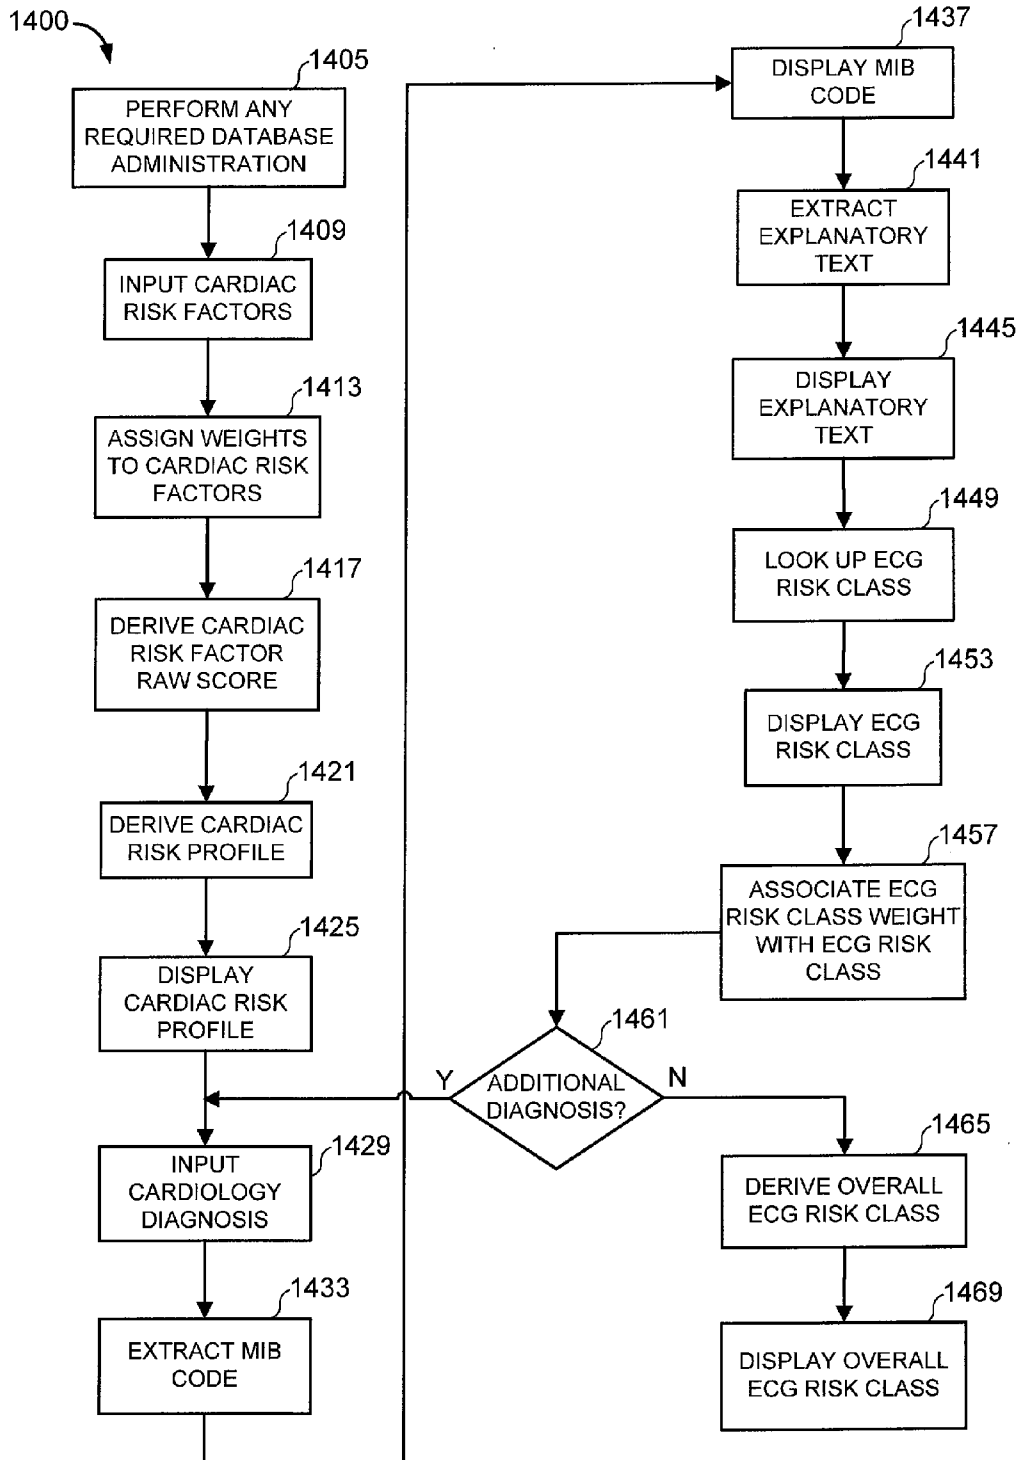 1400
1405
PERFORM ANY
REQUIRED DATABASE
ADMINISTRATION
1409
INPUT CARDIAC
RISK FACTORS
1413
ASSIGN WEIGHTS
TO CARDIAC RISK
FACTORS
1417
DERIVE CARDIAC
RISK FACTOR
RAW SCORE
1421
DERIVE CARDIAC
RISK PROFILE
1425
DISPLAY
CARDIAC RISK
PROFILE
1429
INPUT
CARDIOLOGY
DIAGNOSIS
1433
EXTRACT MIB
CODE
1437
DISPLAY MIB
CODE
1441
EXTRACT
EXPLANATORY
TEXT
1445
DISPLAY
EXPLANATORY
TEXT
1449
LOOK UP ECG
RISK CLASS
1453
DISPLAY ECG
RISK CLASS
1457
ASSOCIATE ECG
RISK CLASS WEIGHT
WITH ECG RISK
CLASS
1461
ADDITIONAL
DIAGNOSIS?
Y
N
1465
DERIVE OVERALL
ECG RISK CLASS
1469
DISPLAY OVERALL
ECG RISK CLASS